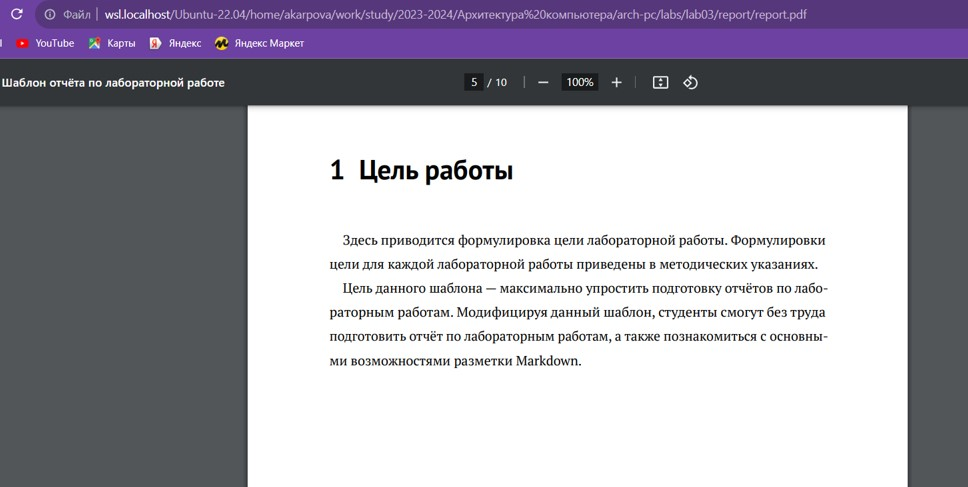 Файл wsl.localhost/Ubuntu-22.04/home/akarpova/work/study/2023-2024/Архитектура%20компьютера/arch-pc/labs/lab03/report/report.pdf
YouTube Карты Яндекс Яндекс Маркет
Шаблон отчёта по лабораторной работе 5 / 10 100%
1 Цель работы
Здесь приводится формулировка цели лабораторной работы. Формулировки
цели для каждой лабораторной работы приведены в методических указаниях.
Цель данного шаблона — максимально упростить подготовку отчётов по лабо-
раторным работам. Модифицируя данный шаблон, студенты смогут без труда
подготовить отчёт по лабораторным работам, а также познакомиться с основны-
ми возможностями разметки Markdown.